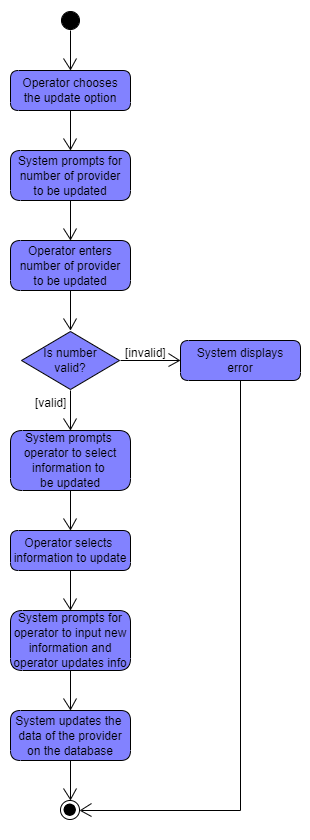 Operator chooses
the update option
System prompts for
number of provider
to be updated
Operator enters
number of provider
to be updated
Is number
valid?
[invalid]
System displays
error
[valid]
System prompts
operator to select
information to
be updated
Operator selects
information to update
System prompts for
operator to input new
information and
operator updates info
System updates the
data of the provider
on the database